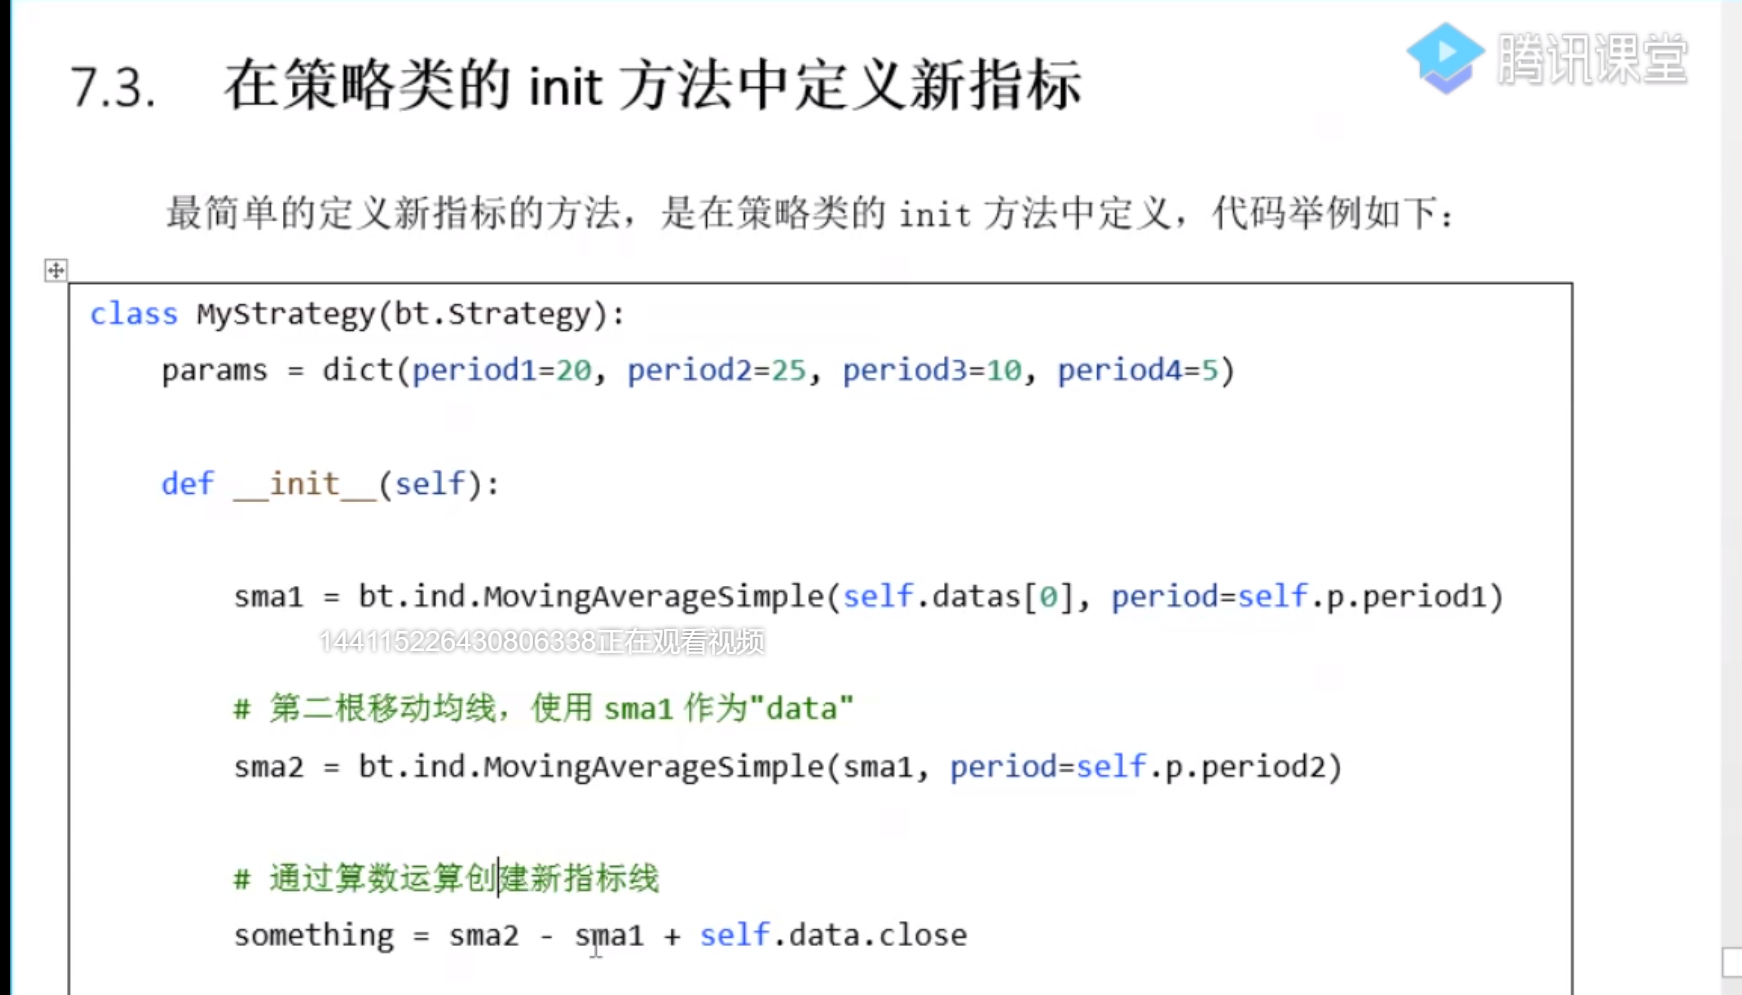 腾讯课堂
7.3. 在策略类的 init 方法中定义新指标
最简单的定义新指标的方法，是在策略类的 init 方法中定义，代码举例如下：
class MyStrategy(bt.Strategy):
params = dict(period1=20, period2=25, period3=10, period4=5)
def __init__(self):
sma1 = bt.ind.MovingAverageSimple(self.datas[0], period=self.p.period1)
144115226430806338正在观看视频
# 第二根移动均线，使用 sma1 作为"data"
sma2 = bt.ind.MovingAverageSimple(sma1, period=self.p.period2)
# 通过算数运算创建新指标线
something = sma2 - sma1 + self.data.close